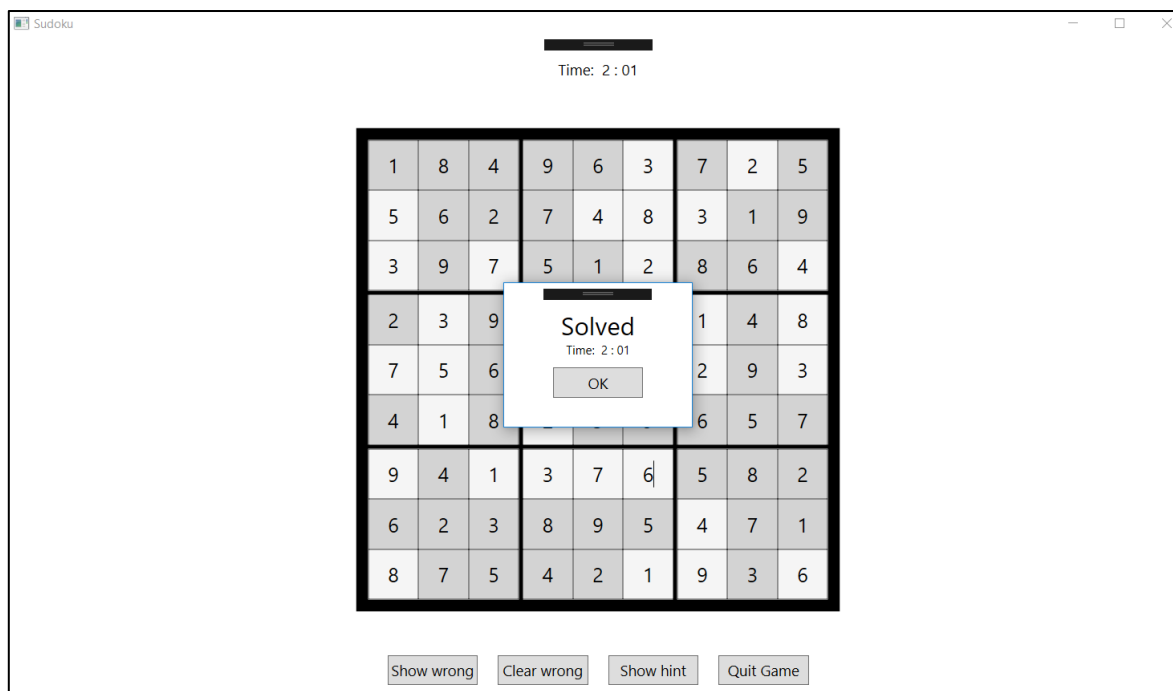 Sudoku
Time: 2 : 01
1 8 4 9 6 3 7 2 5
5 6 2 7 4 8 3 1 9
3 9 7 5 1 2 8 6 4
2 3 9 1 4 8
Solved
Time: 2 : 01
7 5 6 2 9 3
OK
4 1 8 6 5 7
9 4 1 3 7 6 5 8 2
6 2 3 8 9 5 4 7 1
8 7 5 4 2 1 9 3 6
Show wrong Clear wrong Show hint Quit Game